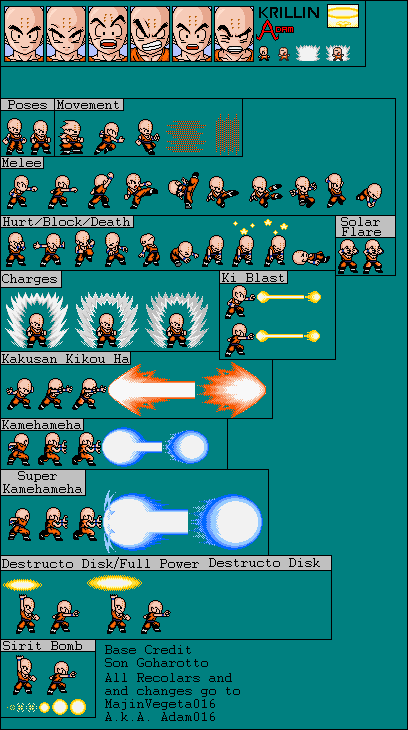 KRILLIN
Adam
Poses
Movement
Melee
Hurt/Block/Death
Solar
Flare
Charges
Ki Blast
Kakusan Kikou Ha
Kamehameha
Super
Kamehameha
Destructo Disk/Full Power Destructo Disk
Sirit Bomb
Base Credit
Son Goharotto
All Recolars and
and changes go to
MajinVegeta016
A.k.A. Adam016